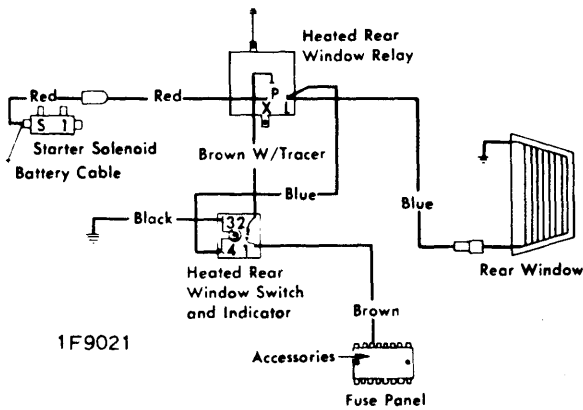 Heated Rear
Window Relay
Red
Red
P
X L
S 1
Starter Solenoid
Battery Cable
Brown W/Tracer
Blue
Blue
Black
3 2
4 1
Heated Rear
Window Switch
and Indicator
Rear Window
Brown
1F9021
Accessories
Fuse Panel